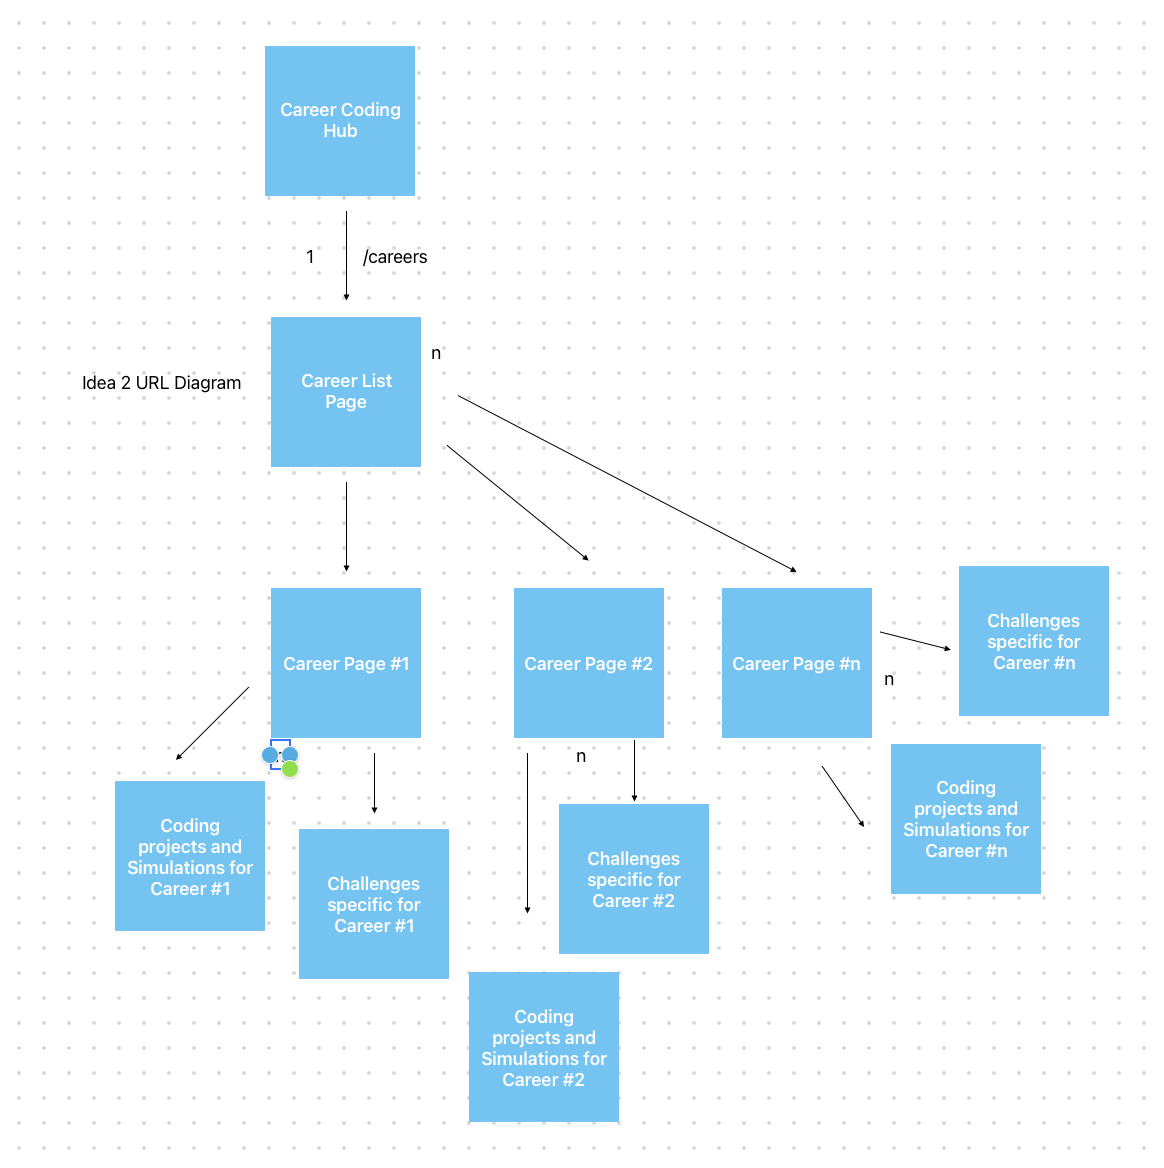 Career Coding
Hub
1
/careers
n
Idea 2 URL Diagram
Career List
Page
Career Page #1
Career Page #2
Career Page #n
Challenges
specific for
Career #n
n
n
Coding
projects and
Simulations for
Career #1
Challenges
specific for
Career #1
Challenges
specific for
Career #2
Coding
projects and
Simulations for
Career #n
Coding
projects and
Simulations for
Career #2